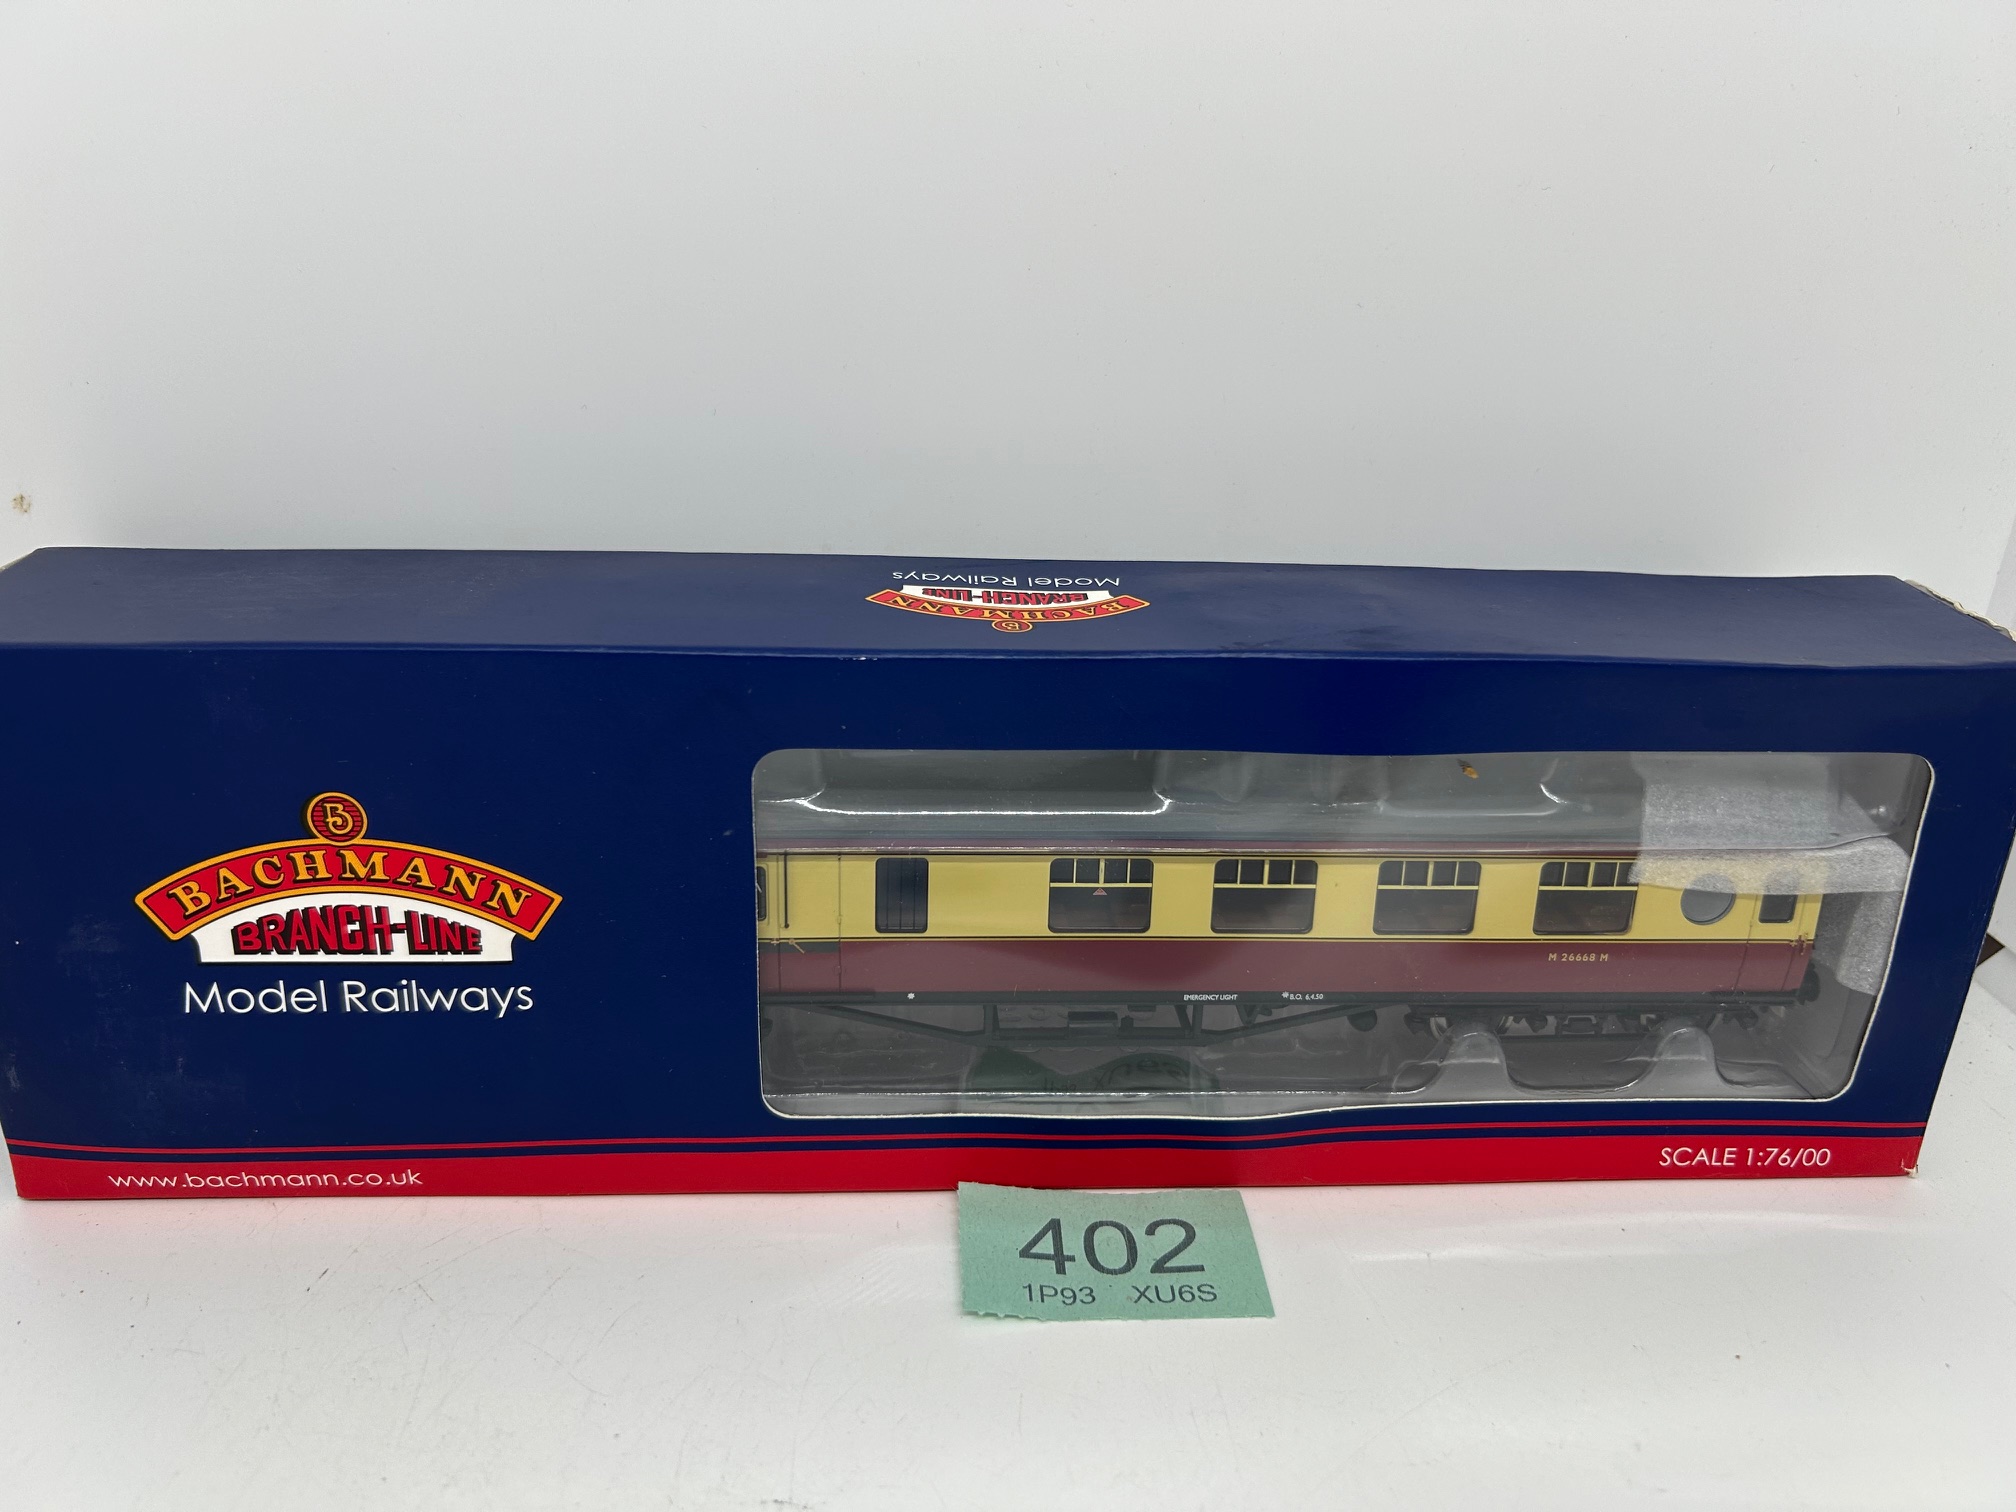 Model Railways
BRANCH-LINE
BACHMANN
B
B
BACHMANN
BRANCH-LINE
Model Railways
M 26668 M
EMERGENCY LIGHT
B.O. 6.4.50
www.bachmann.co.uk
SCALE 1:76/00
402
1P93 XU6S